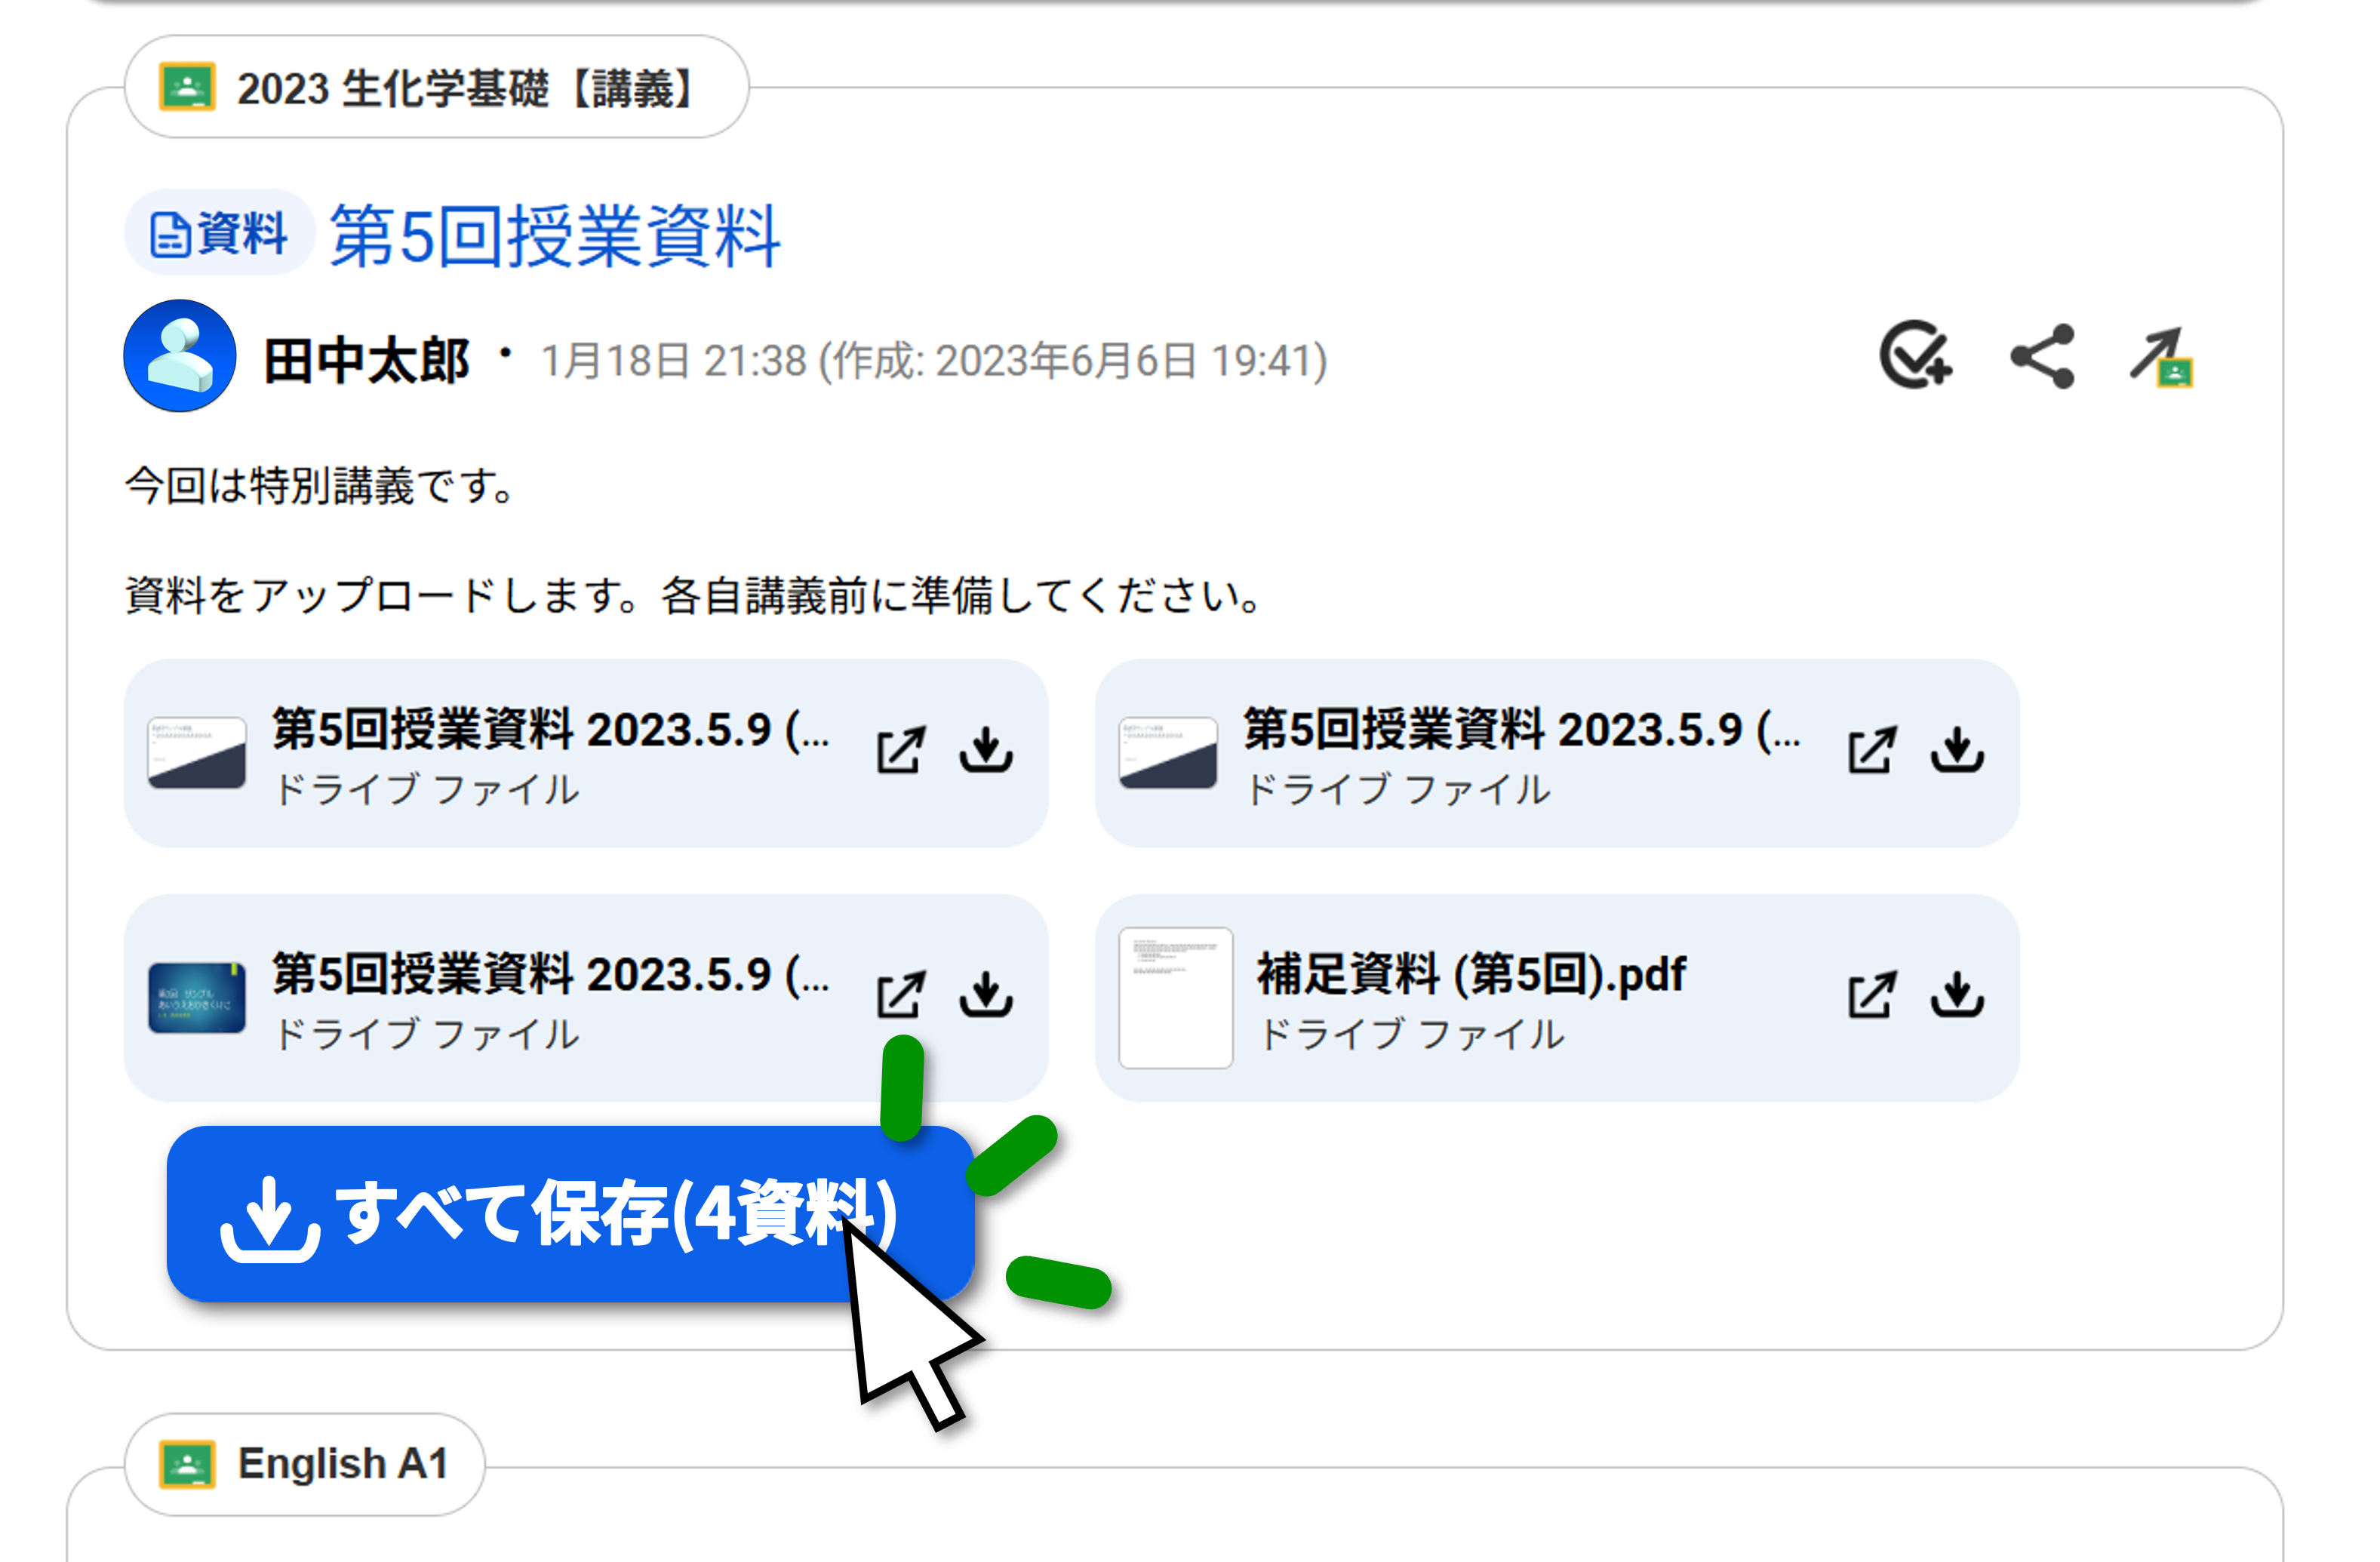 2023 生化学基礎【講義】
資料 第5回授業資料
田中太郎 ・ 1月18日 21:38 (作成: 2023年6月6日 19:41)
今回は特別講義です。
資料をアップロードします。各自講義前に準備してください。
第5回授業資料 2023.5.9 (...
ドライブ ファイル
第5回授業資料 2023.5.9 (...
ドライブ ファイル
第5回授業資料 2023.5.9 (...
ドライブ ファイル
補足資料 (第5回).pdf
ドライブ ファイル
すべて保存(4資料)
English A1